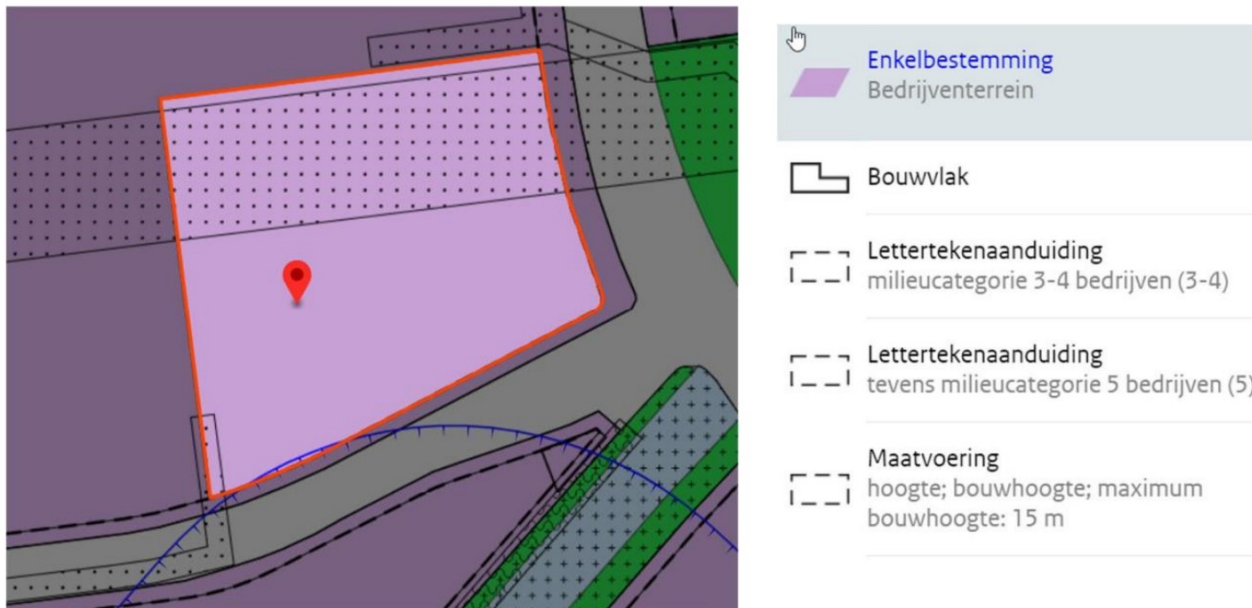 Enkelbestemming
Bedrijventerrein
Bouwvlak
Lettertekenaanduiding
milieucategorie 3-4 bedrijven (3-4)
Lettertekenaanduiding
tevens milieucategorie 5 bedrijven (5)
Maatvoering
hoogte; bouwhoogte; maximum
bouwhoogte: 15 m